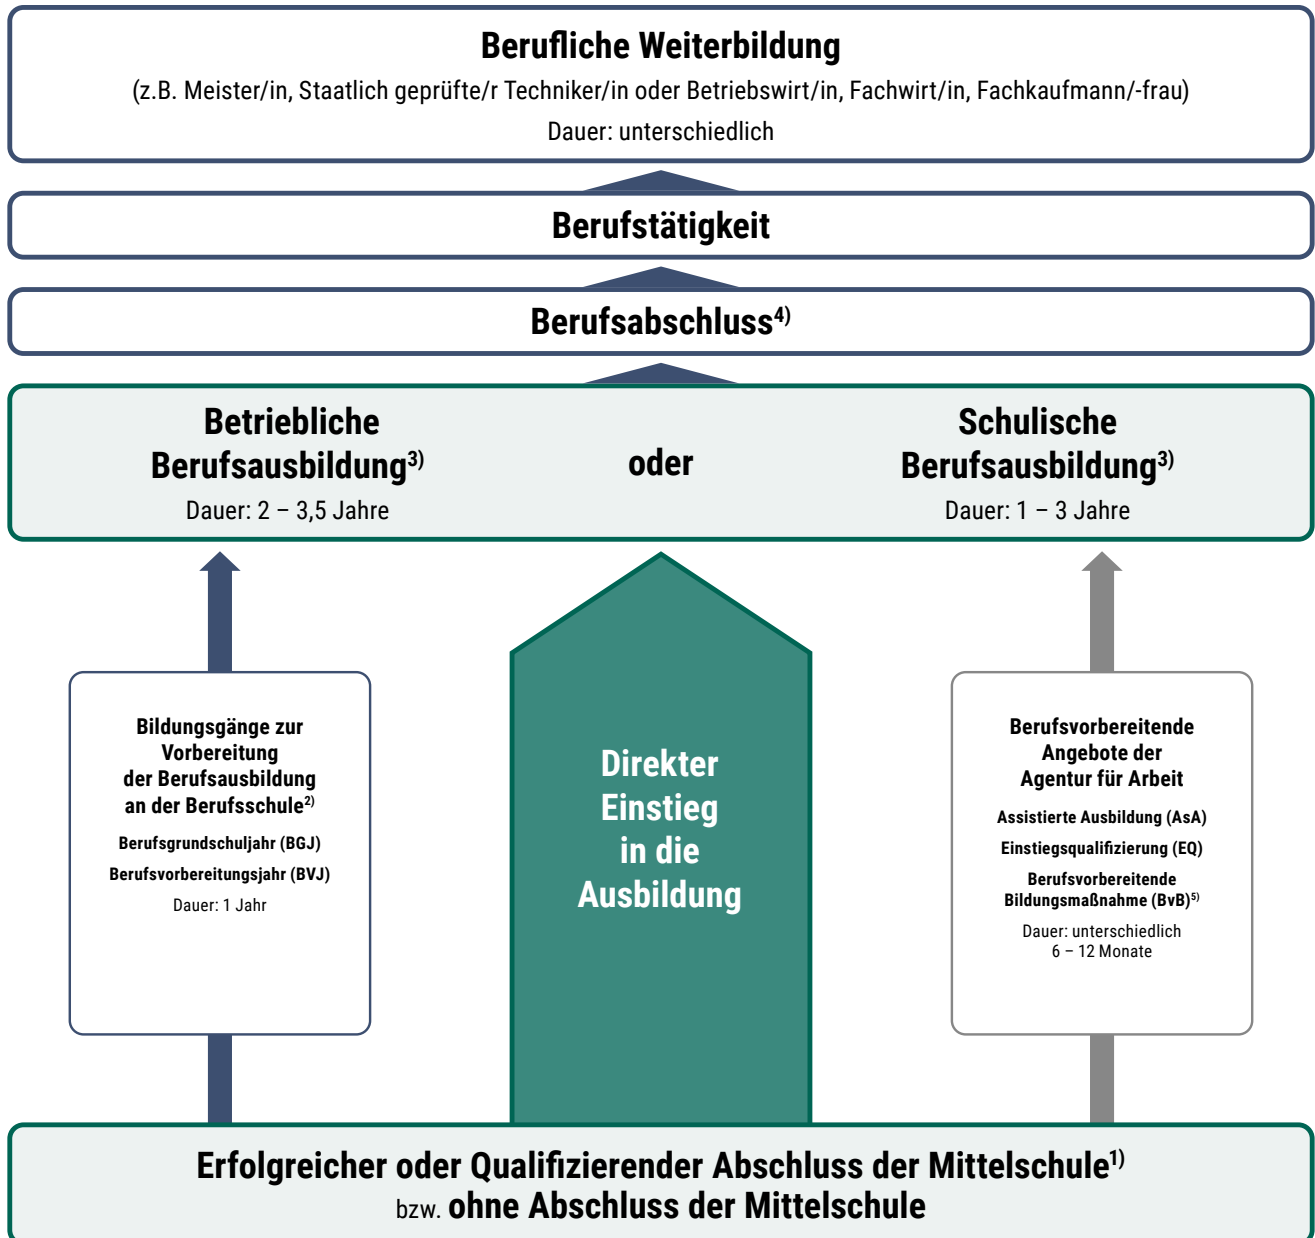 Berufliche Weiterbildung
(z.B. Meister/in, Staatlich geprüfte/r Techniker/in oder Betriebswirt/in, Fachwirt/in, Fachkaufmann/-frau)
Dauer: unterschiedlich
Berufstätigkeit
Berufsabschluss4)
Betriebliche
Berufsausbildung3)
Dauer: 2 – 3,5 Jahre
oder
Schulische
Berufsausbildung3)
Dauer: 1 – 3 Jahre
Bildungsgänge zur
Vorbereitung
der Berufsausbildung
an der Berufsschule2)
Berufsgrundschuljahr (BGJ)
Berufsvorbereitungsjahr (BVJ)
Dauer: 1 Jahr
Direkter
Einstieg
in die
Ausbildung
Berufsvorbereitende
Angebote der
Agentur für Arbeit
Assistierte Ausbildung (AsA)
Einstiegsqualifizierung (EQ)
Berufsvorbereitende
Bildungsmaßnahme (BvB)5)
Dauer: unterschiedlich
6 – 12 Monate
Erfolgreicher oder Qualifizierender Abschluss der Mittelschule1)
bzw. ohne Abschluss der Mittelschule